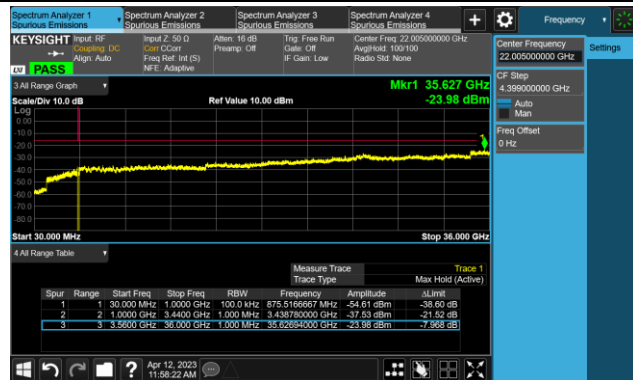 Spectrum Analyzer 1
Spurious Emissions
Spectrum Analyzer 2
Spurious Emissions
Spectrum Analyzer 3
Spurious Emissions
Spectrum Analyzer 4
Spurious Emissions
+
Frequency
KEYSIGHT
Input: RF
Coupling: DC
Align: Auto
Input Z: 50 Ω
Corr CCorr
Freq Ref: Int (S)
NFE: Adaptive
Atten: 16 dB
Preamp: Off
Trig: Free Run
Gate: Off
IF Gain: Low
Center Freq: 22.005000000 GHz
Avg|Hold: 100/100
Radio Std: None
LXI PASS
Center Frequency
22.005000000 GHz
Settings
CF Step
4.399000000 GHz
Auto
Man
Freq Offset
0 Hz
3 All Range Graph
Mkr1 35.627 GHz
Scale/Div 10.0 dB
Ref Value 10.00 dBm
-23.98 dBm
Log
0.00
-10.0
-20.0
-30.0
-40.0
-50.0
-60.0
-70.0
-80.0
1
Start 30.000 MHz
Stop 36.000 GHz
4 All Range Table
Measure Trace
Trace 1
Trace Type
Max Hold (Active)
Spur Range Start Freq Stop Freq RBW Frequency Amplitude ΔLimit
1 1 30.000 MHz 1.0000 GHz 100.0 kHz 875.5166667 MHz -54.61 dBm -38.60 dB
2 2 1.0000 GHz 3.4400 GHz 1.000 MHz 3.438780000 GHz -37.53 dBm -21.52 dB
3 3 3.5600 GHz 36.000 GHz 1.000 MHz 35.62694000 GHz -23.98 dBm -7.968 dB
?
Apr 12, 2023
11:58:22 AM